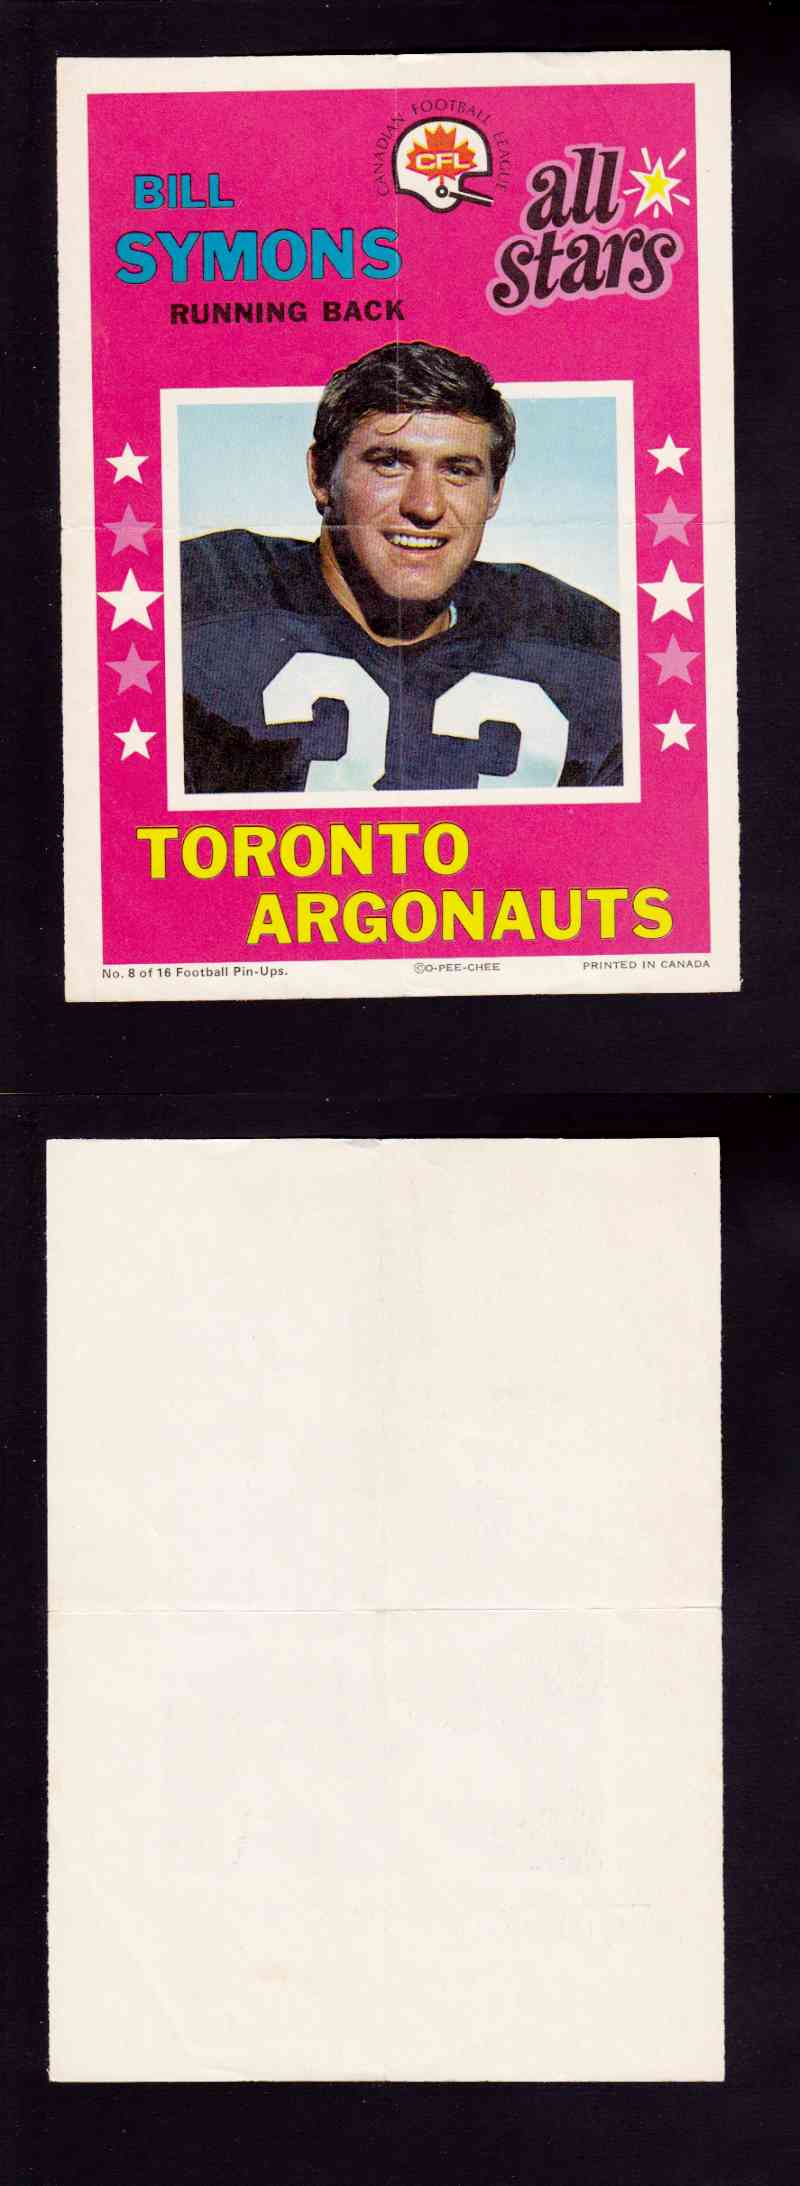 CANADIAN FOOTBALL LEAGUE
CFL
all stars
BILL
SYMONS
RUNNING BACK
33
TORONTO
ARGONAUTS
No. 8 of 16 Football Pin-Ups.
©O-PEE-CHEE
PRINTED IN CANADA